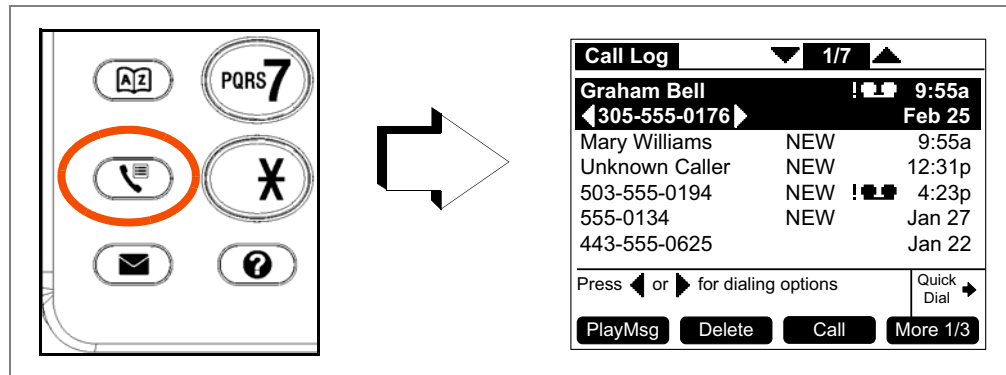 AZ
PQRS7
*
?
Call Log 1/7
Graham Bell ! 9:55a
305-555-0176 Feb 25
Mary Williams NEW 9:55a
Unknown Caller NEW 12:31p
503-555-0194 NEW ! 4:23p
555-0134 NEW Jan 27
443-555-0625 Jan 22
Press or for dialing options
Quick
Dial
PlayMsg Delete Call More 1/3